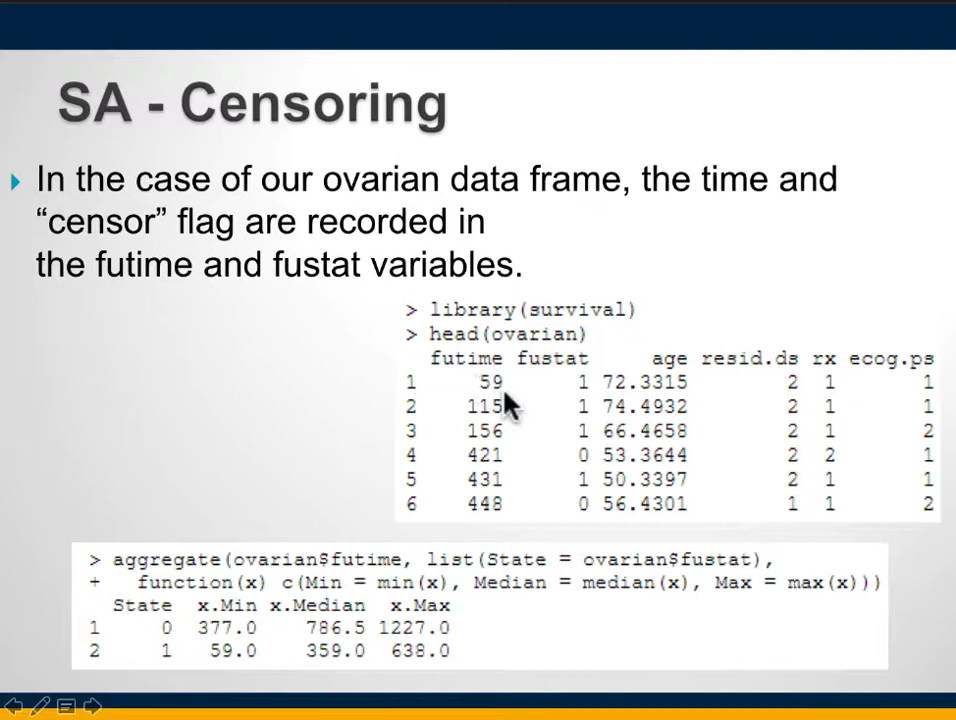 SA - Censoring
In the case of our ovarian data frame, the time and
“censor” flag are recorded in
the futime and fustat variables.
> library(survival)
> head(ovarian)
futime fustat age resid.ds rx ecog.ps
1 59 1 72.3315 2 1 1
2 115 1 74.4932 2 1 1
3 156 1 66.4658 2 1 2
4 421 0 53.3644 2 2 1
5 431 1 50.3397 2 1 1
6 448 0 56.4301 1 1 2
> aggregate(ovarian$futime, list(State = ovarian$fustat),
+ function(x) c(Min = min(x), Median = median(x), Max = max(x)))
State x.Min x.Median x.Max
1 0 377.0 786.5 1227.0
2 1 59.0 359.0 638.0